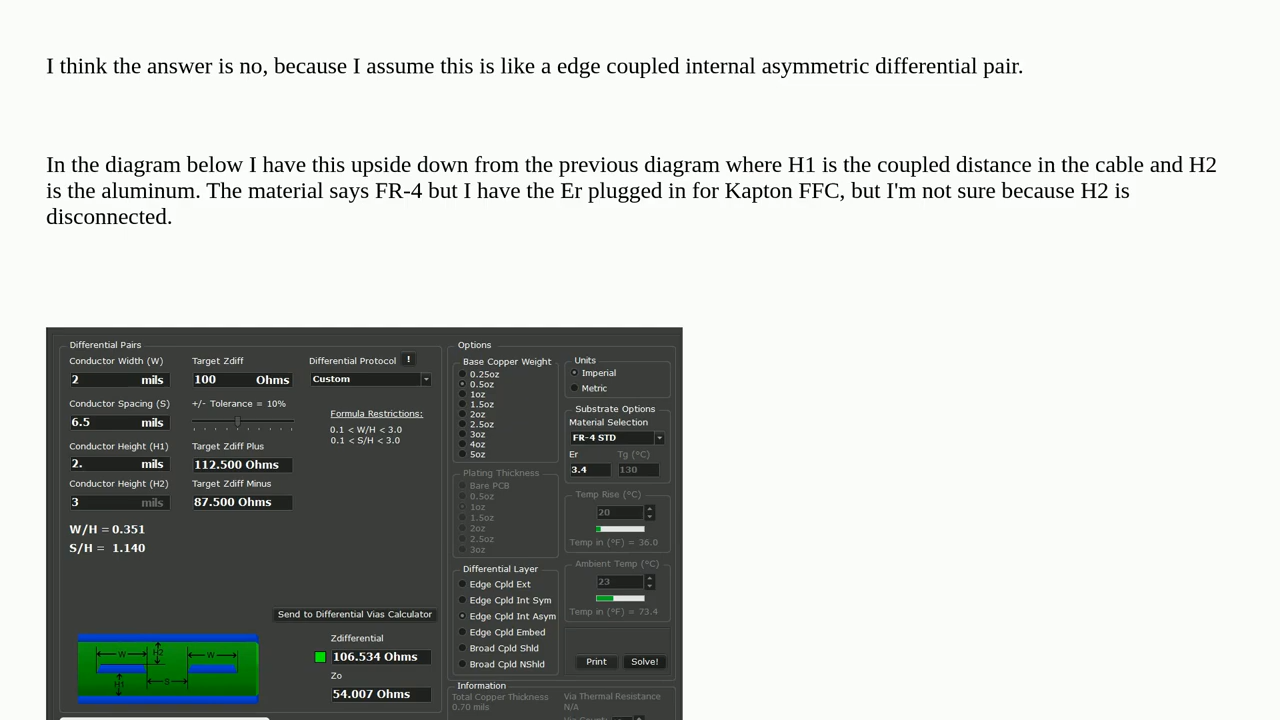 I think the answer is no, because I assume this is like a edge coupled internal asymmetric differential pair.
In the diagram below I have this upside down from the previous diagram where H1 is the coupled distance in the cable and H2
is the aluminum. The material says FR-4 but I have the Er plugged in for Kapton FFC, but I'm not sure because H2 is
disconnected.
Differential Pairs
Conductor Width (W)
2 mils
Conductor Spacing (S)
6.5 mils
Conductor Height (H1)
2. mils
Conductor Height (H2)
3 mils
W/H = 0.351
S/H = 1.140
Target Zdiff
100 Ohms
+/- Tolerance = 10%
Target Zdiff Plus
112.500 Ohms
Target Zdiff Minus
87.500 Ohms
Differential Protocol !
Custom
Formula Restrictions:
0.1 < W/H < 3.0
0.1 < S/H < 3.0
Send to Differential Vias Calculator
W H2 W
S
H1
Zdifferential
106.534 Ohms
Zo
54.007 Ohms
Options
Base Copper Weight
0.25oz
0.5oz
1oz
1.5oz
2oz
2.5oz
3oz
4oz
5oz
Plating Thickness
Bare PCB
0.5oz
1oz
1.5oz
2oz
2.5oz
3oz
Differential Layer
Edge Cpld Ext
Edge Cpld Int Sym
Edge Cpld Int Asym
Edge Cpld Embed
Broad Cpld Shld
Broad Cpld NShld
Units
Imperial
Metric
Substrate Options
Material Selection
FR-4 STD
Er Tg (°C)
3.4 130
Temp Rise (°C)
20
Temp in (°F) = 36.0
Ambient Temp (°C)
23
Temp in (°F) = 73.4
Print Solve!
Information
Total Copper Thickness
0.70 mils
Via Thermal Resistance
N/A